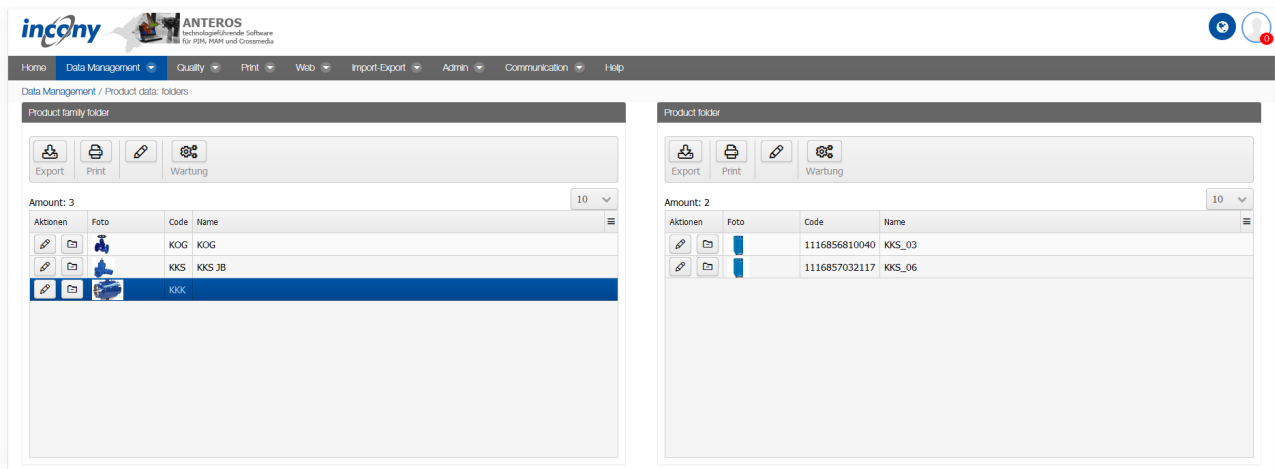 incony
ANTEROS
technologieführende Software
für PIM, MAM und Crossmedia
0
Home Data Management Quality Print Web Import-Export Admin Communication Help
Data Management / Product data: folders
Product family folder
Export Print Wartung
Amount: 3 10
Aktionen Foto Code Name
KOG KOG
KKS KKS JB
KKK
Product folder
Export Print Wartung
Amount: 2 10
Aktionen Foto Code Name
1116856810040 KKS_03
1116857032117 KKS_06